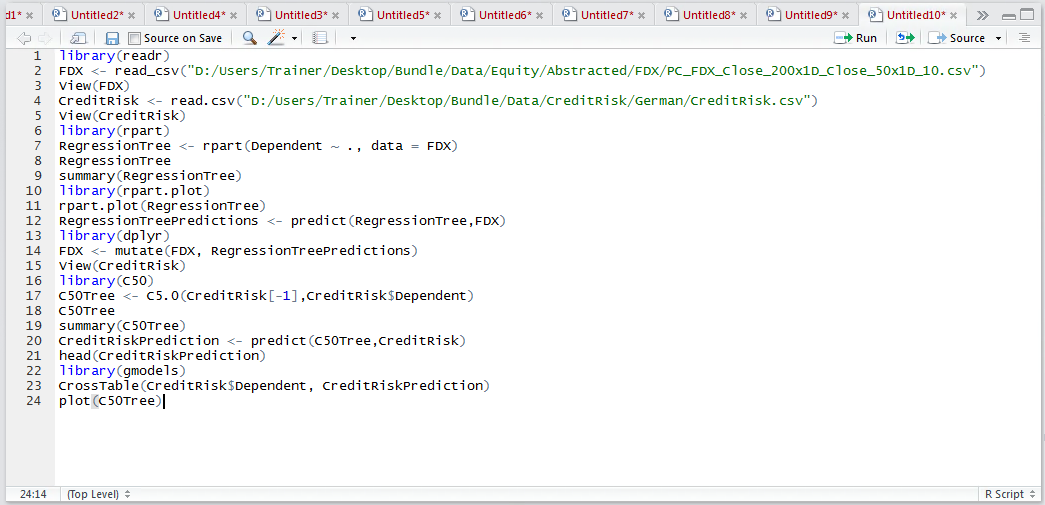 d1* Untitled2* Untitled4* Untitled3* Untitled5* Untitled6* Untitled7* Untitled8* Untitled9* Untitled10*
Source on Save Run Source
1 library(readr)
2 FDX <- read_csv("D:/Users/Trainer/Desktop/Bundle/Data/Equity/Abstracted/FDX/PC_FDX_Close_200x1D_Close_50x1D_10.csv")
3 View(FDX)
4 CreditRisk <- read.csv("D:/Users/Trainer/Desktop/Bundle/Data/CreditRisk/German/CreditRisk.csv")
5 View(CreditRisk)
6 library(rpart)
7 RegressionTree <- rpart(Dependent ~ ., data = FDX)
8 RegressionTree
9 summary(RegressionTree)
10 library(rpart.plot)
11 rpart.plot(RegressionTree)
12 RegressionTreePredictions <- predict(RegressionTree,FDX)
13 library(dplyr)
14 FDX <- mutate(FDX, RegressionTreePredictions)
15 View(CreditRisk)
16 library(C50)
17 C50Tree <- C5.0(CreditRisk[-1],CreditRisk$Dependent)
18 C50Tree
19 summary(C50Tree)
20 CreditRiskPrediction <- predict(C50Tree,CreditRisk)
21 head(CreditRiskPrediction)
22 library(gmodels)
23 CrossTable(CreditRisk$Dependent, CreditRiskPrediction)
24 plot(C50Tree)
24:14 (Top Level) R Script